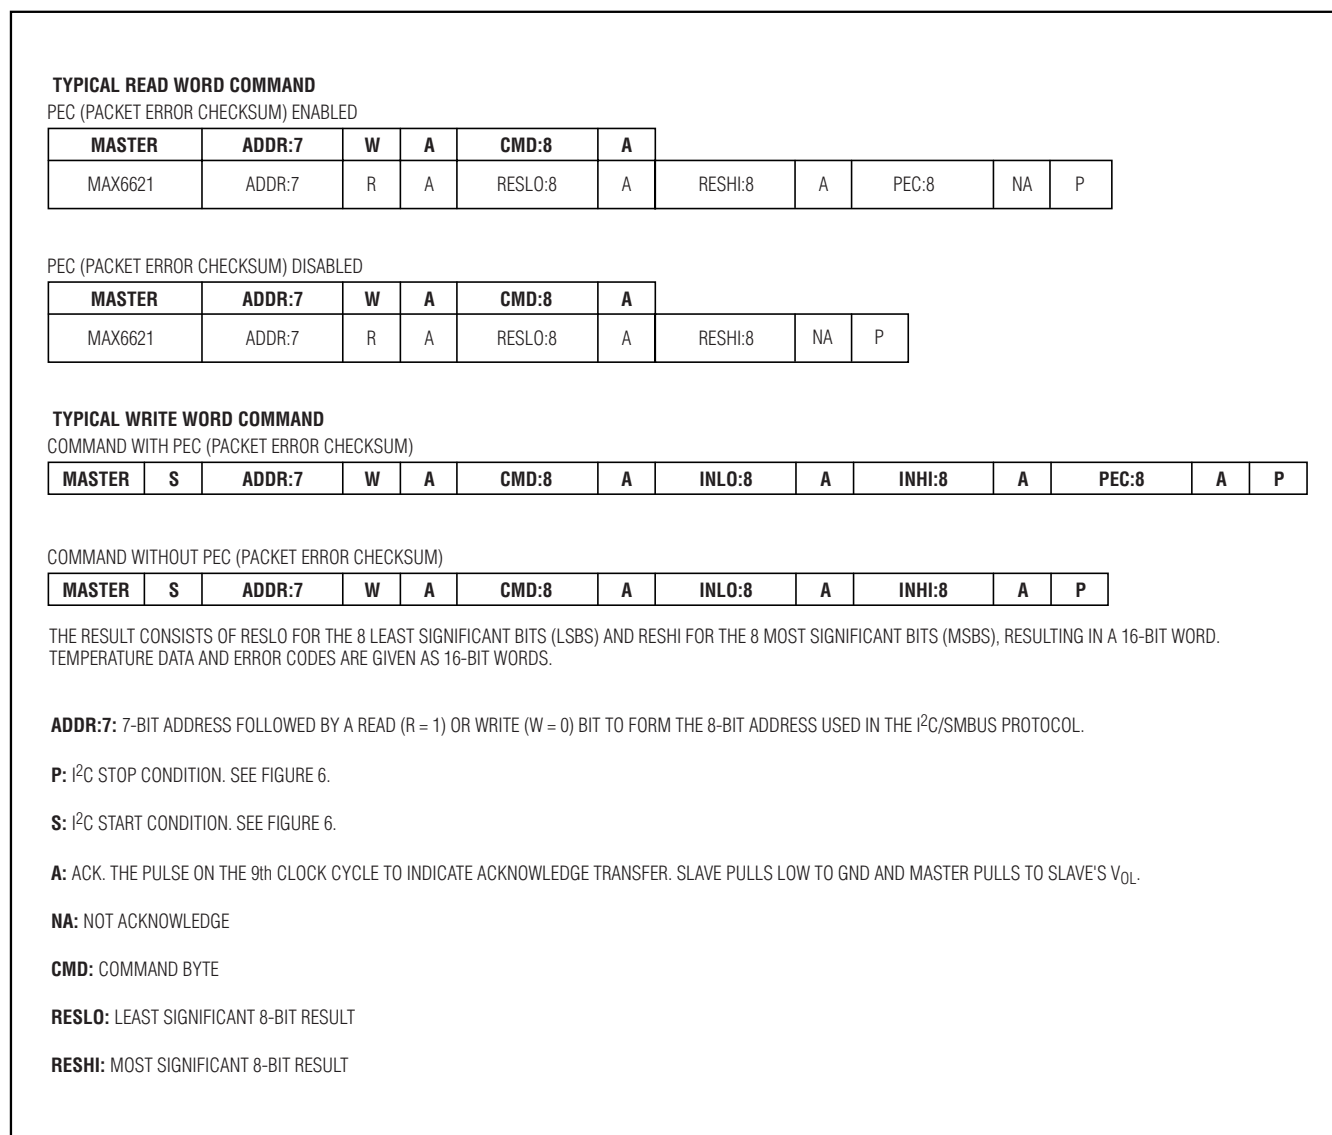 TYPICAL READ WORD COMMAND
PEC (PACKET ERROR CHECKSUM) ENABLED
MASTER ADDR:7 W A CMD:8 A
MAX6621 ADDR:7 R A RESLO:8 A RESHI:8 A PEC:8 NA P
PEC (PACKET ERROR CHECKSUM) DISABLED
MASTER ADDR:7 W A CMD:8 A
MAX6621 ADDR:7 R A RESLO:8 A RESHI:8 NA P
TYPICAL WRITE WORD COMMAND
COMMAND WITH PEC (PACKET ERROR CHECKSUM)
MASTER S ADDR:7 W A CMD:8 A INLO:8 A INHI:8 A PEC:8 A P
COMMAND WITHOUT PEC (PACKET ERROR CHECKSUM)
MASTER S ADDR:7 W A CMD:8 A INLO:8 A INHI:8 A P
THE RESULT CONSISTS OF RESLO FOR THE 8 LEAST SIGNIFICANT BITS (LSBS) AND RESHI FOR THE 8 MOST SIGNIFICANT BITS (MSBS), RESULTING IN A 16-BIT WORD.
TEMPERATURE DATA AND ERROR CODES ARE GIVEN AS 16-BIT WORDS.
ADDR:7: 7-BIT ADDRESS FOLLOWED BY A READ (R = 1) OR WRITE (W = 0) BIT TO FORM THE 8-BIT ADDRESS USED IN THE I²C/SMBUS PROTOCOL.
P: I²C STOP CONDITION. SEE FIGURE 6.
S: I²C START CONDITION. SEE FIGURE 6.
A: ACK. THE PULSE ON THE 9th CLOCK CYCLE TO INDICATE ACKNOWLEDGE TRANSFER. SLAVE PULLS LOW TO GND AND MASTER PULLS TO SLAVE'S VOL.
NA: NOT ACKNOWLEDGE
CMD: COMMAND BYTE
RESLO: LEAST SIGNIFICANT 8-BIT RESULT
RESHI: MOST SIGNIFICANT 8-BIT RESULT